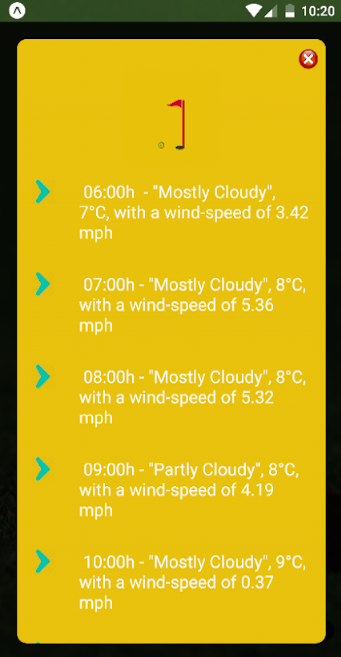 10:20
06:00h - "Mostly Cloudy",
7°C, with a wind-speed of 3.42
mph
07:00h - "Mostly Cloudy", 8°C,
with a wind-speed of 5.36
mph
08:00h - "Mostly Cloudy", 8°C,
with a wind-speed of 5.32
mph
09:00h - "Partly Cloudy", 8°C,
with a wind-speed of 4.19
mph
10:00h - "Mostly Cloudy", 9°C,
with a wind-speed of 0.37
mph